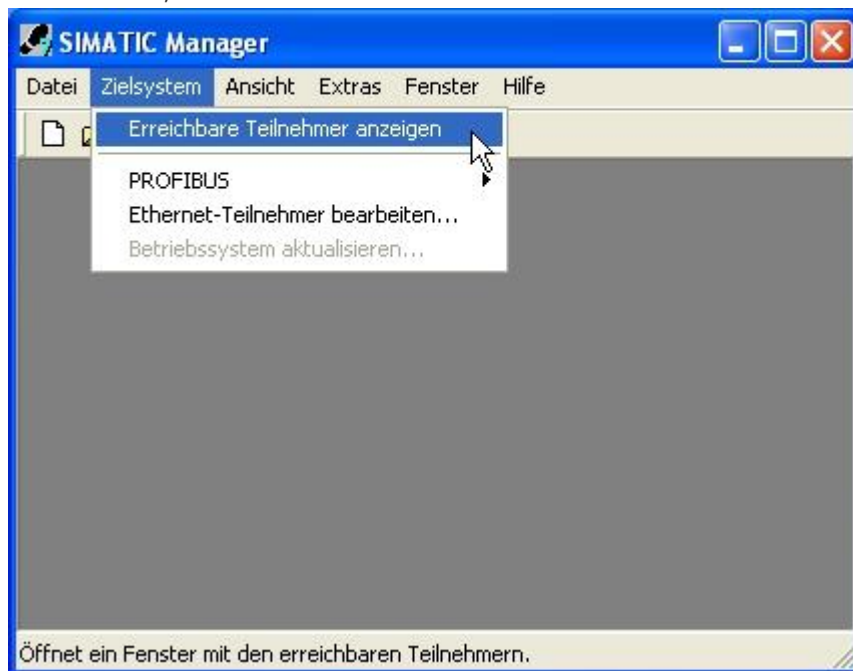 SIMATIC Manager
Datei Zielsystem Ansicht Extras Fenster Hilfe
Erreichbare Teilnehmer anzeigen
PROFIBUS
Ethernet-Teilnehmer bearbeiten...
Betriebssystem aktualisieren...
Öffnet ein Fenster mit den erreichbaren Teilnehmern.